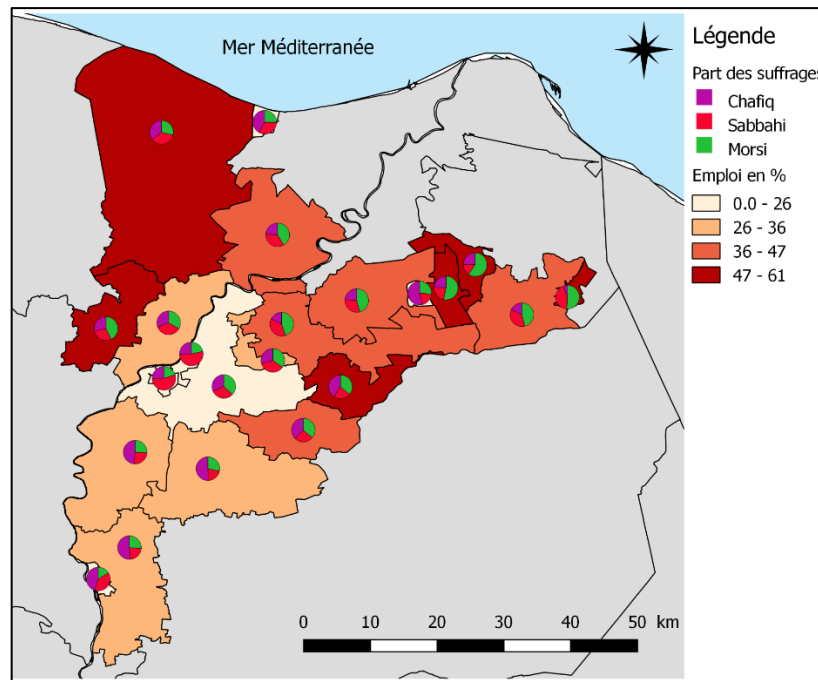 Mer Méditerranée
Légende
Part des suffrages
Chafiq
Sabbahi
Morsi
Emploi en %
0.0 - 26
26 - 36
36 - 47
47 - 61
0 10 20 30 40 50 km